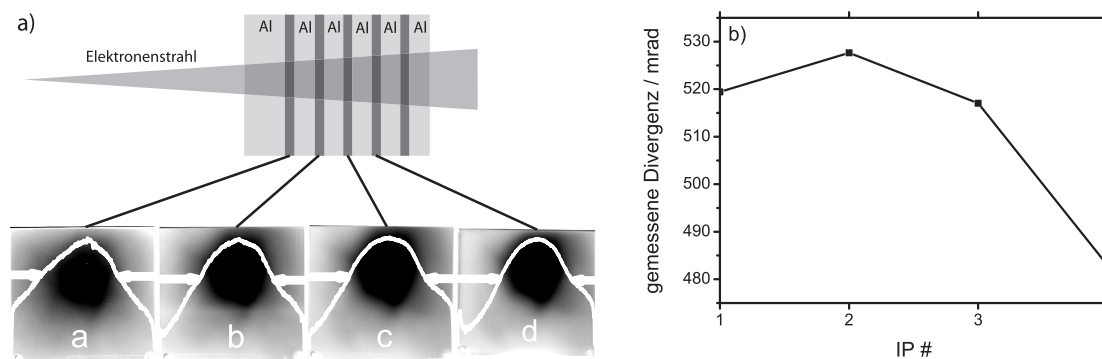 a)
Al Al Al Al Al Al
Elektronenstrahl
a b c d
b)
gemessene Divergenz / mrad
530
520
510
500
490
480
1 2 3
IP #